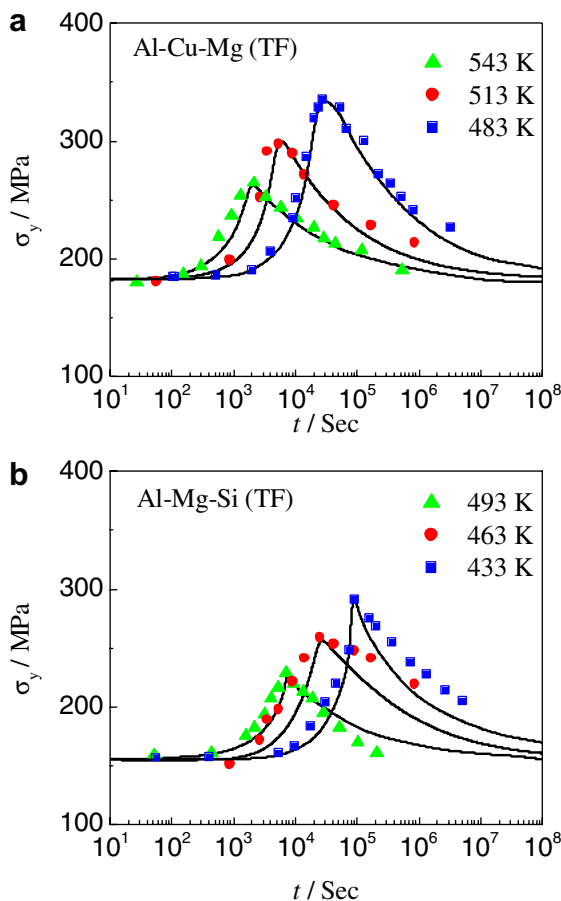 a
Al-Cu-Mg (TF)
543 K
513 K
483 K
σy / MPa
400
300
200
100
10^1 10^2 10^3 10^4 10^5 10^6 10^7 10^8
t / Sec
b
Al-Mg-Si (TF)
493 K
463 K
433 K
σy / MPa
400
300
200
100
10^1 10^2 10^3 10^4 10^5 10^6 10^7 10^8
t / Sec